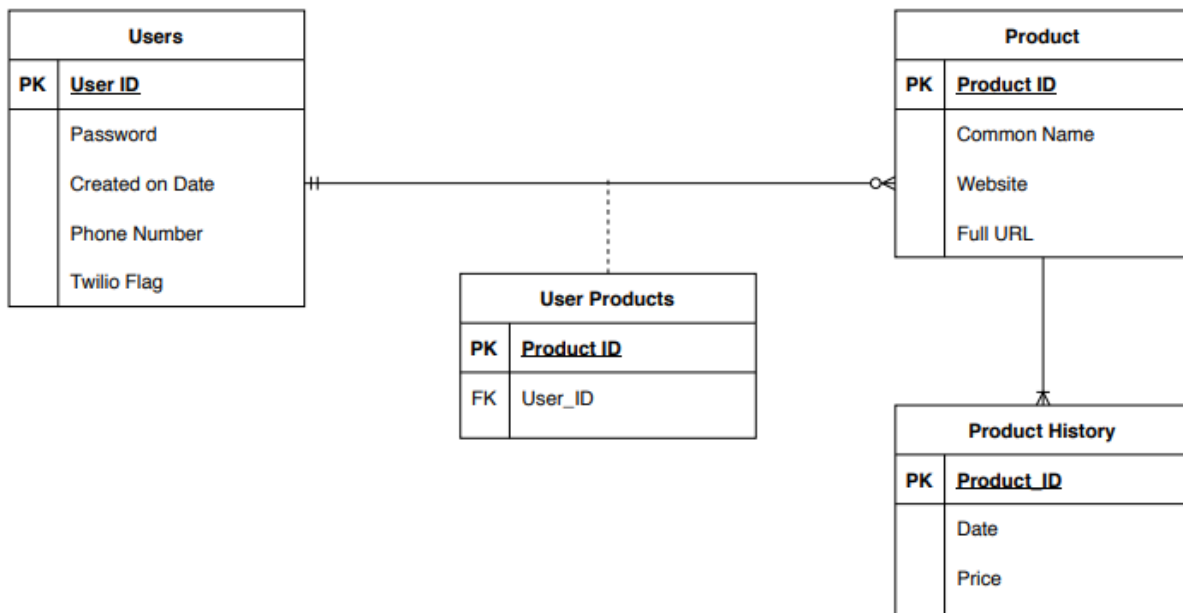 Users
PK User ID
Password
Created on Date
Phone Number
Twilio Flag
Product
PK Product ID
Common Name
Website
Full URL
User Products
PK Product ID
FK User_ID
Product History
PK Product_ID
Date
Price